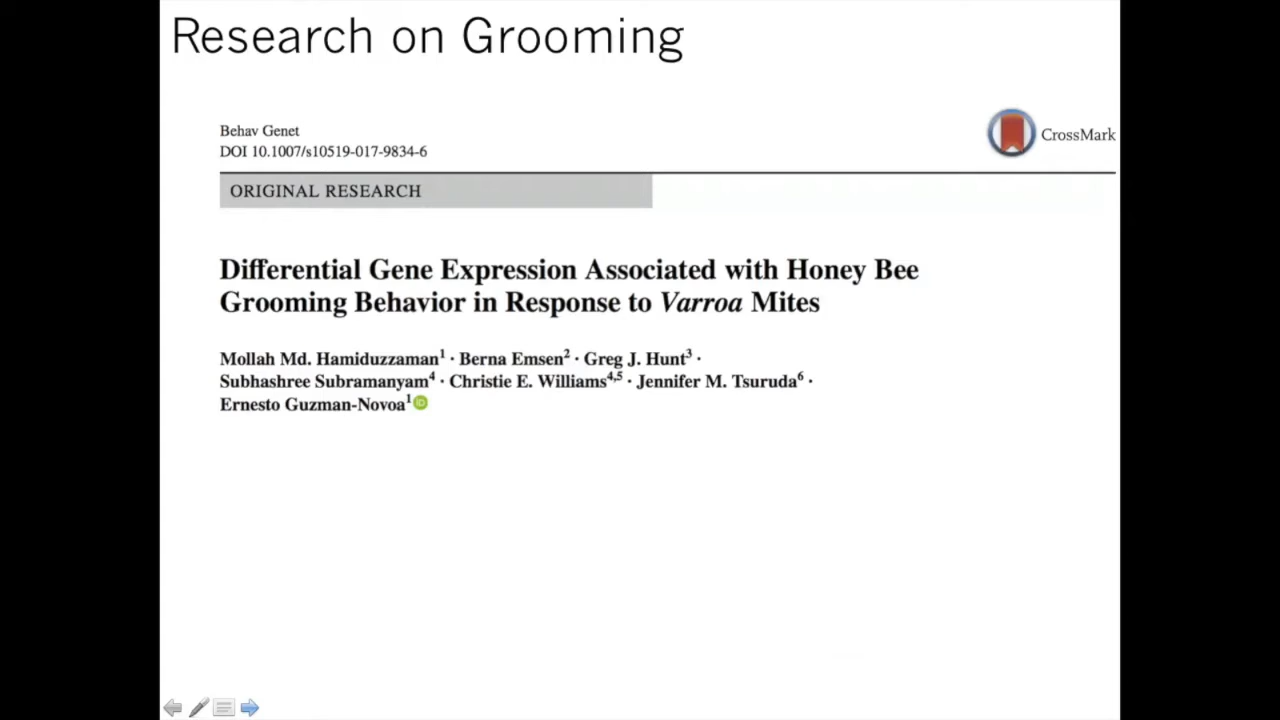 Research on Grooming
Behav Genet
DOI 10.1007/s10519-017-9834-6
CrossMark
ORIGINAL RESEARCH
Differential Gene Expression Associated with Honey Bee
Grooming Behavior in Response to Varroa Mites
Mollah Md. Hamiduzzaman¹ · Berna Emsen² · Greg J. Hunt³ ·
Subhashree Subramanyam⁴ · Christie E. Williams⁴,⁵ · Jennifer M. Tsuruda⁶ ·
Ernesto Guzman-Novoa¹ iD